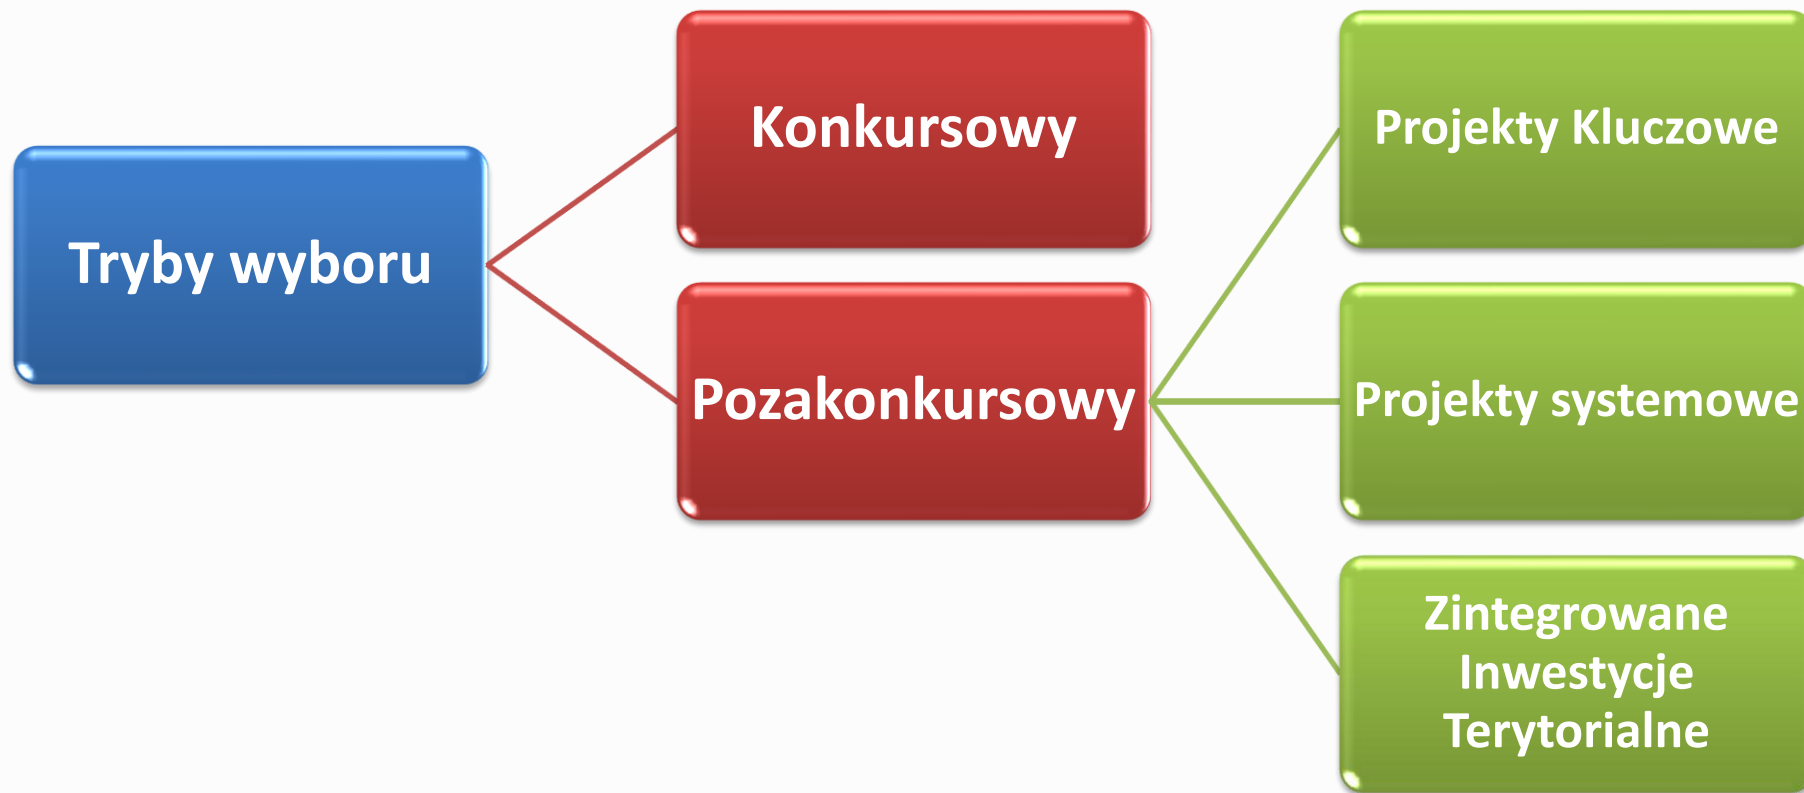 Tryby wyboru
Konkursowy
Pozakonkursowy
Projekty Kluczowe
Projekty systemowe
Zintegrowane
Inwestycje
Terytorialne